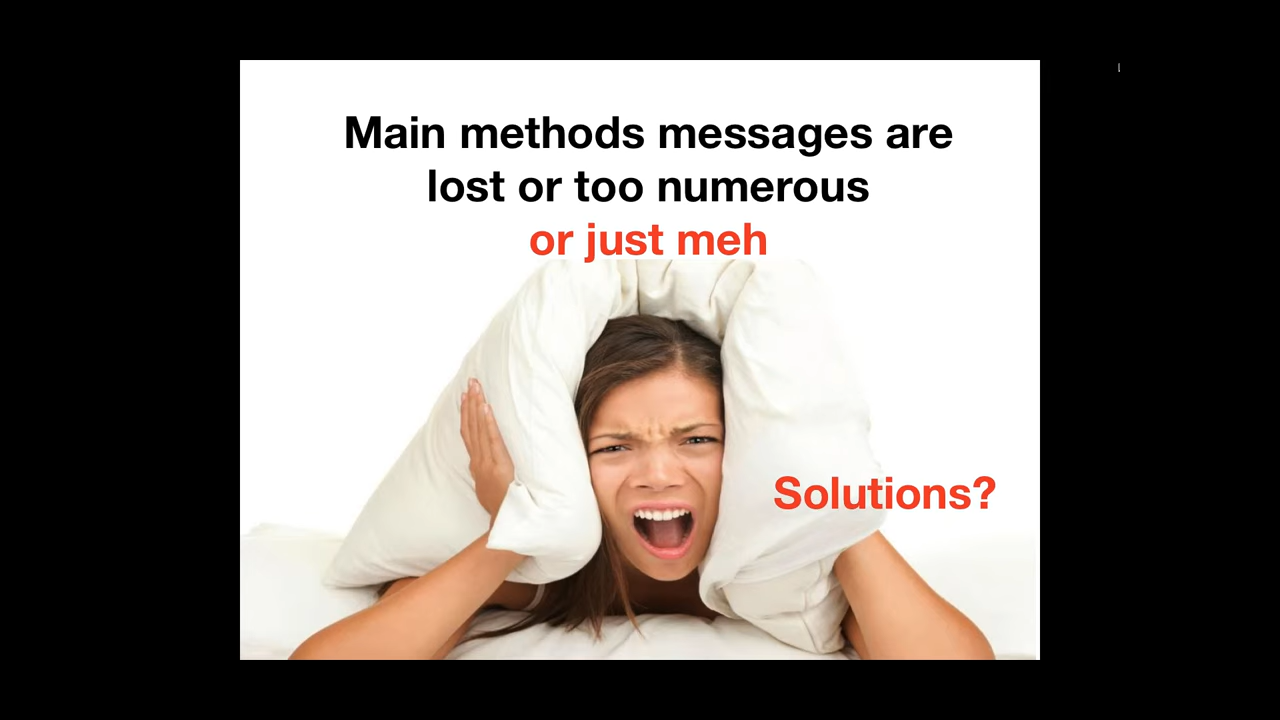 Main methods messages are
lost or too numerous
or just meh
Solutions?